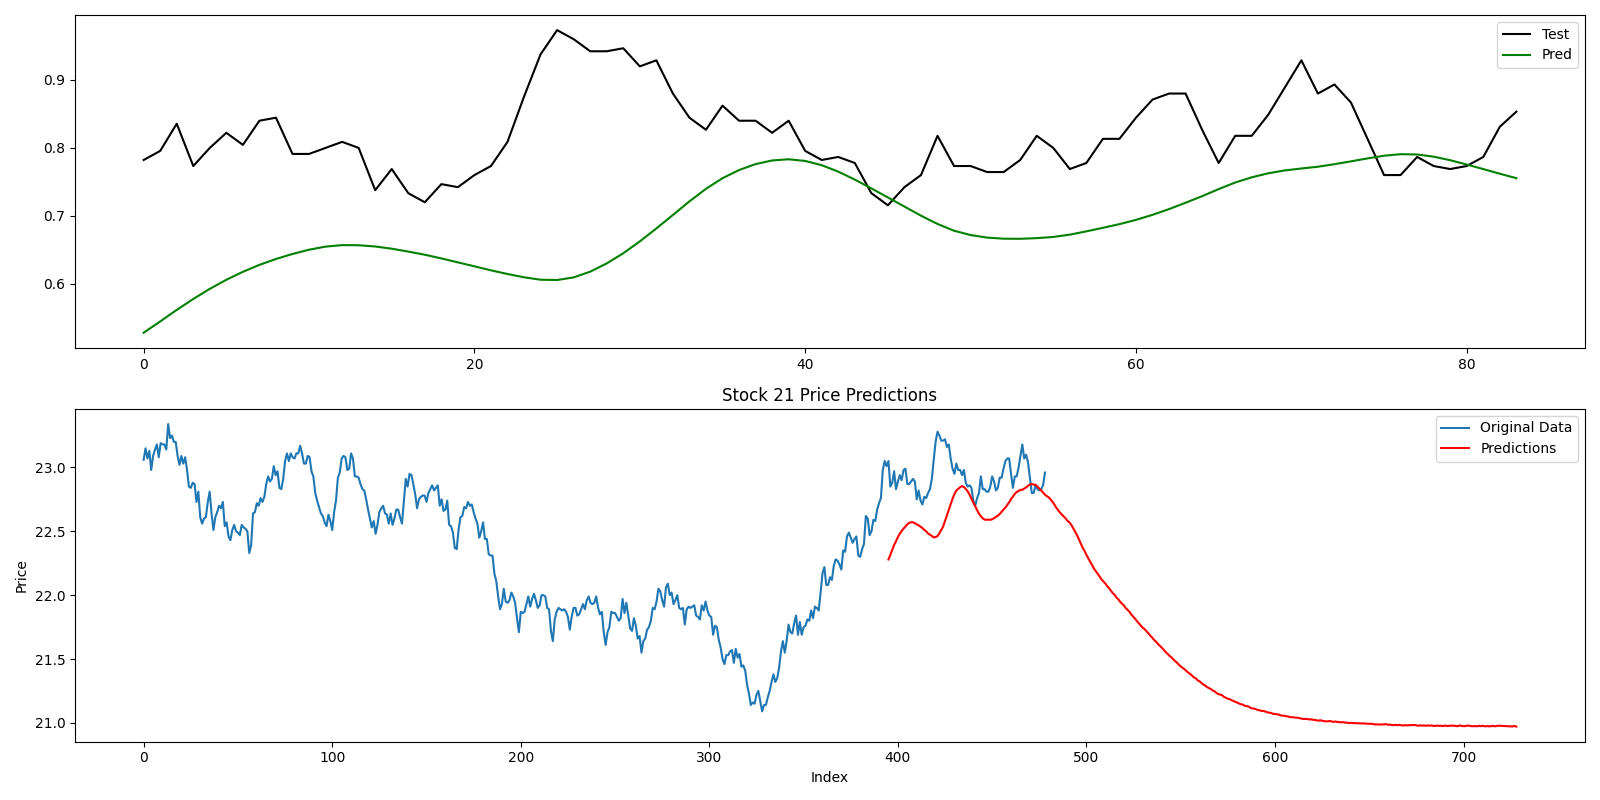 Test
Pred
0.9
0.8
0.7
0.6
0 20 40 60 80
Stock 21 Price Predictions
Original Data
Predictions
Price
23.0
22.5
22.0
21.5
21.0
0 100 200 300 400 500 600 700
Index